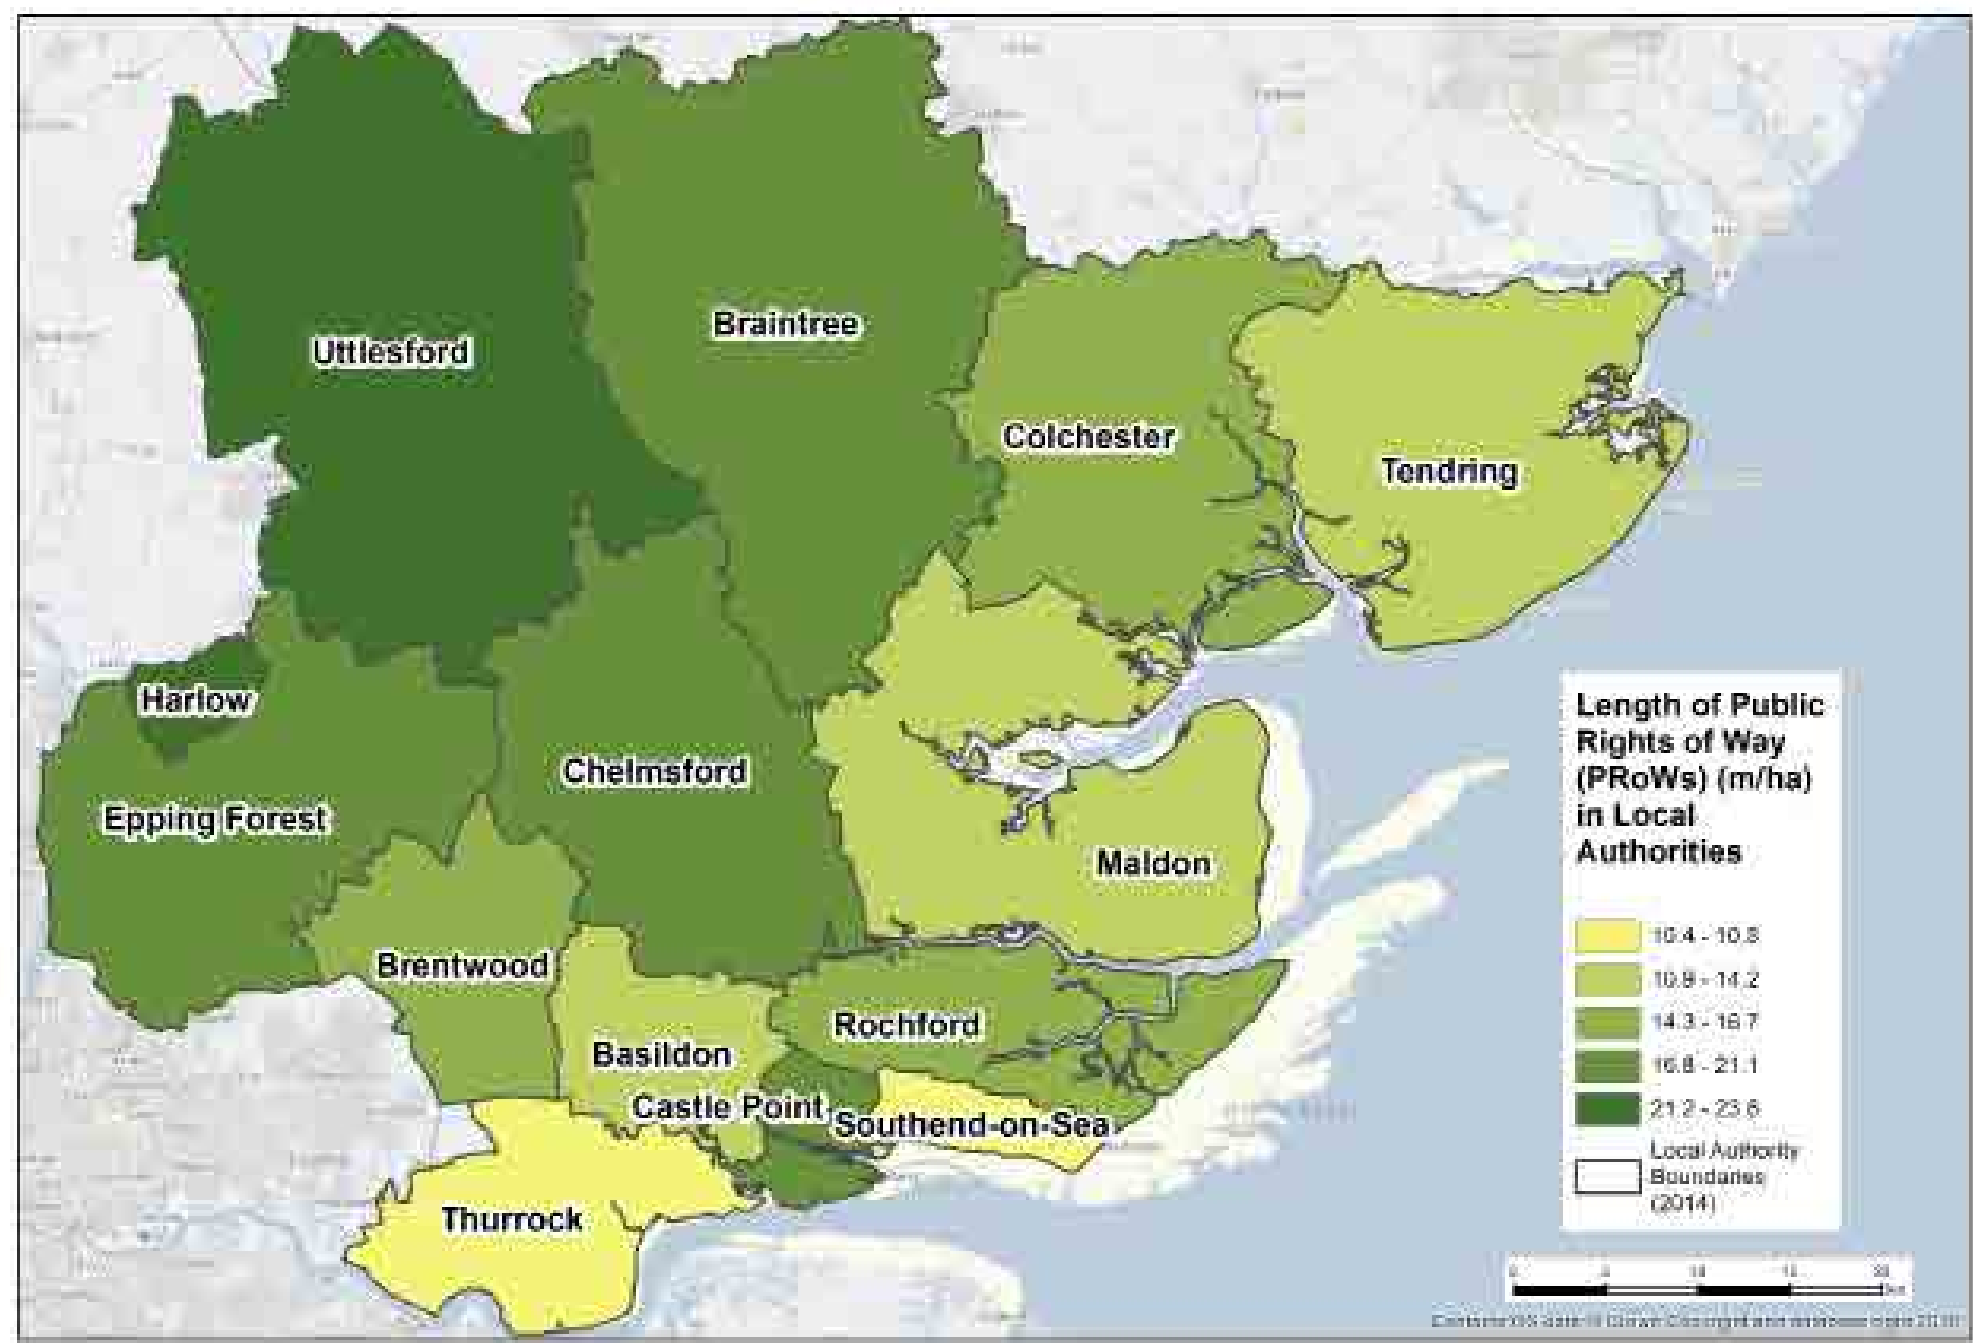 Uttlesford
Braintree
Colchester
Tendring
Harlow
Chelmsford
Epping Forest
Maldon
Brentwood
Rochford
Basildon
Castle Point
Southend-on-Sea
Thurrock
Length of Public
Rights of Way
(PRoWs) (m/ha)
in Local
Authorities
10.4 - 10.8
10.9 - 14.2
14.3 - 16.7
16.8 - 21.1
21.2 - 23.8
Local Authority
Boundaries
(2014)